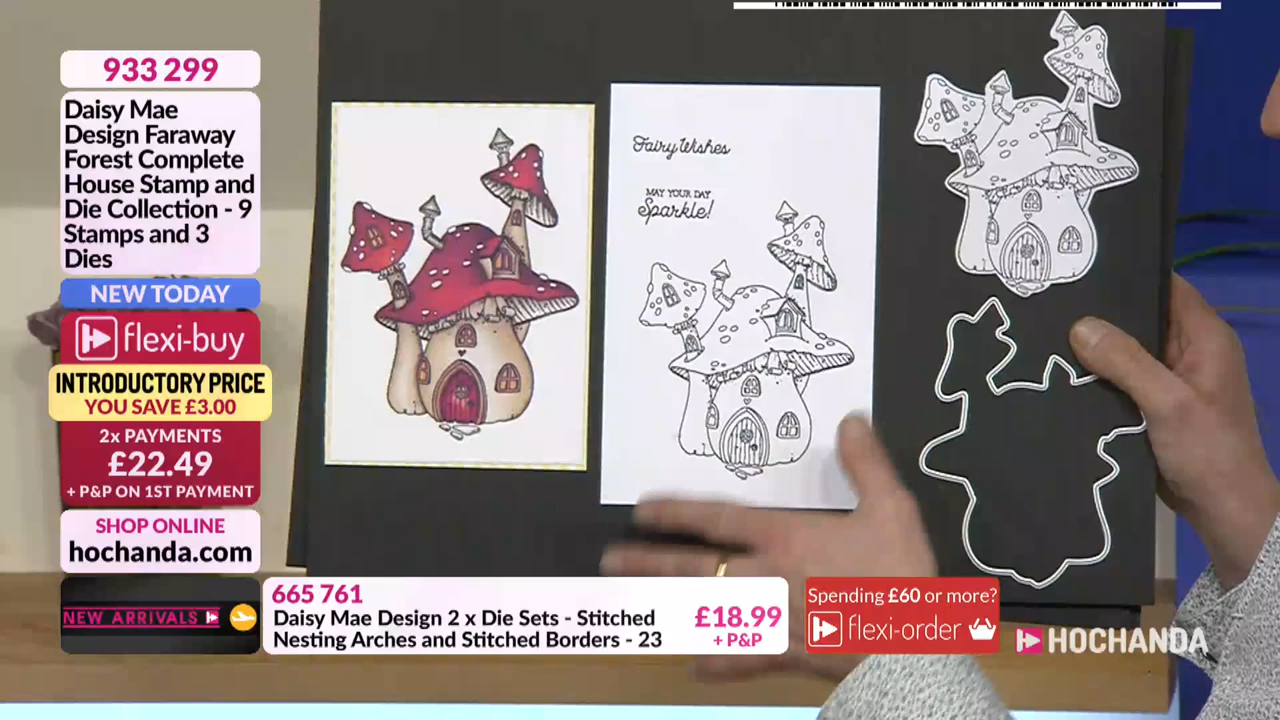 933 299
Daisy Mae
Design Faraway
Forest Complete
House Stamp and
Die Collection - 9
Stamps and 3
Dies
NEW TODAY
flexi-buy
INTRODUCTORY PRICE
YOU SAVE £3.00
2x PAYMENTS
£22.49
+ P&P ON 1ST PAYMENT
SHOP ONLINE
hochanda.com
Fairy Wishes
MAY YOUR DAY
Sparkle!
NEW ARRIVALS
665 761
Daisy Mae Design 2 x Die Sets - Stitched
Nesting Arches and Stitched Borders - 23
£18.99
+ P&P
Spending £60 or more?
flexi-order
HOCHANDA